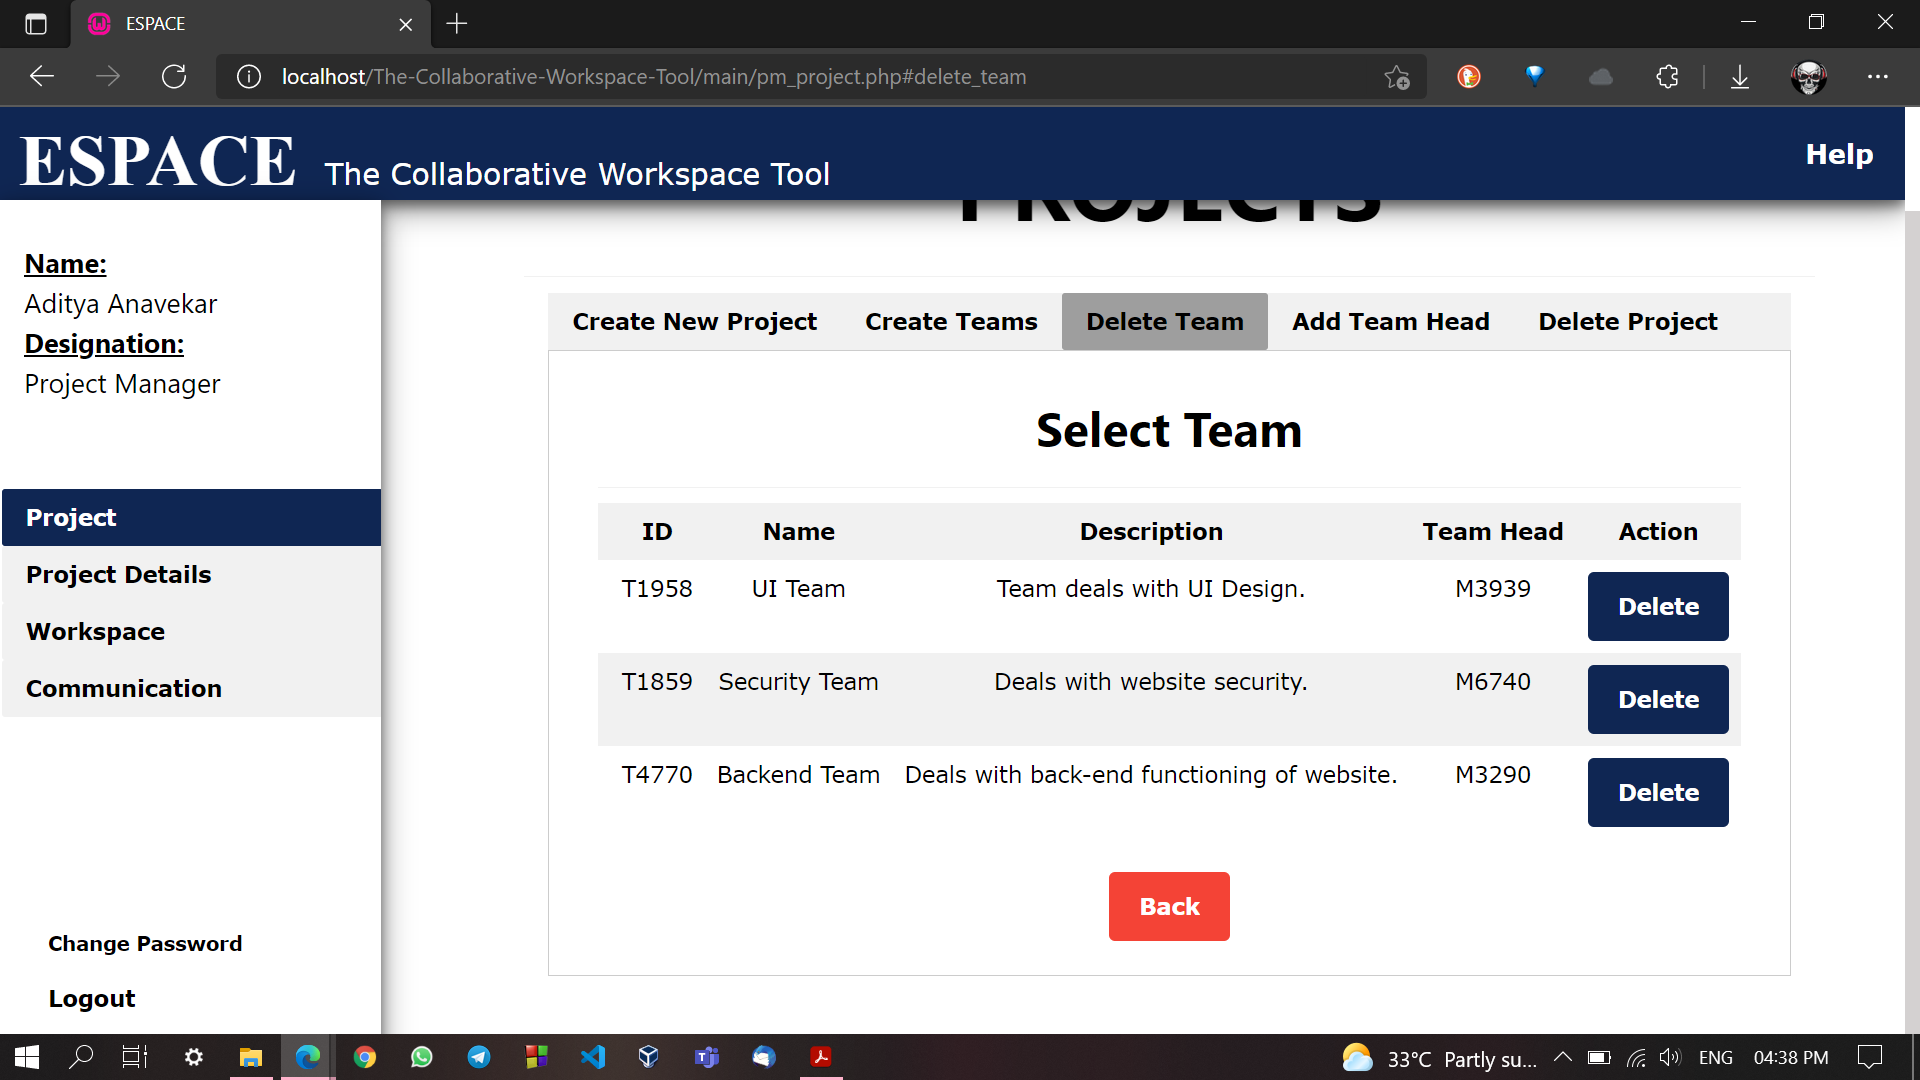 ESPACE
localhost/The-Collaborative-Workspace-Tool/main/pm_project.php#delete_team
ESPACE The Collaborative Workspace Tool Help
PROJECTS
Name:
Aditya Anavekar
Designation:
Project Manager
Project
Project Details
Workspace
Communication
Change Password
Logout
Create New Project Create Teams Delete Team Add Team Head Delete Project
Select Team
ID Name Description Team Head Action
T1958 UI Team Team deals with UI Design. M3939 Delete
T1859 Security Team Deals with website security. M6740 Delete
T4770 Backend Team Deals with back-end functioning of website. M3290 Delete
Back
33°C Partly su... ENG 04:38 PM